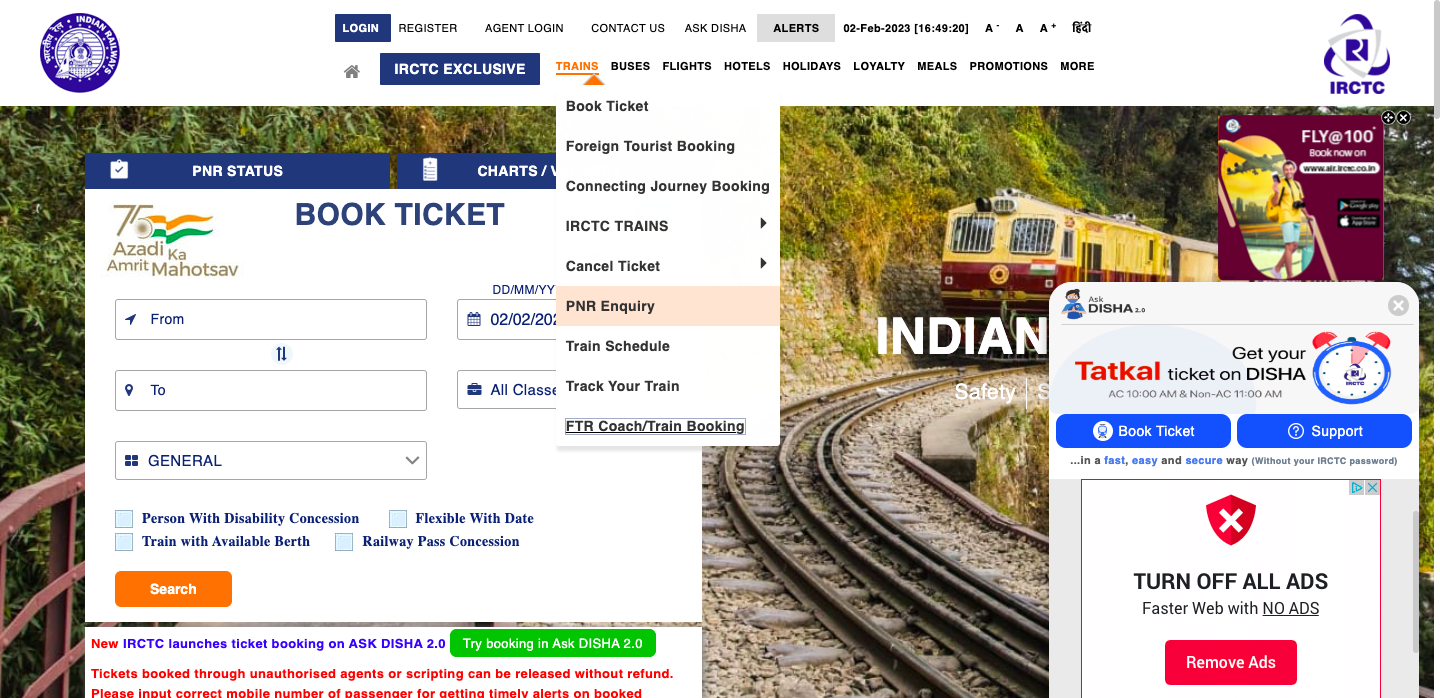 LOGIN REGISTER AGENT LOGIN CONTACT US ASK DISHA ALERTS 02-Feb-2023 [16:49:20] A - A A + हिंदी
IRCTC EXCLUSIVE TRAINS BUSES FLIGHTS HOTELS HOLIDAYS LOYALTY MEALS PROMOTIONS MORE
INDIAN RAILWAYS
भारतीय रेल
IRCTC
Book Ticket
Foreign Tourist Booking
Connecting Journey Booking
IRCTC TRAINS
Cancel Ticket
PNR Enquiry
Train Schedule
Track Your Train
FTR Coach/Train Booking
PNR STATUS
CHARTS / V
75
Azadi Ka
Amrit Mahotsav
BOOK TICKET
DD/MM/YY
From
02/02/202
To
All Classe
GENERAL
Person With Disability Concession
Flexible With Date
Train with Available Berth
Railway Pass Concession
Search
New IRCTC launches ticket booking on ASK DISHA 2.0 Try booking in Ask DISHA 2.0
Tickets booked through unauthorised agents or scripting can be released without refund.
Please input correct mobile number of passenger for getting timely alerts on booked
INDIAN
Safety | S
FLY@100*
Book now on
www.air.irctc.co.in
Google play
App Store
Ask
DISHA 2.0
Get your
Tatkal ticket on DISHA
AC 10:00 AM & Non-AC 11:00 AM
IRCTC
Book Ticket
Support
...in a fast, easy and secure way (Without your IRCTC password)
TURN OFF ALL ADS
Faster Web with NO ADS
Remove Ads